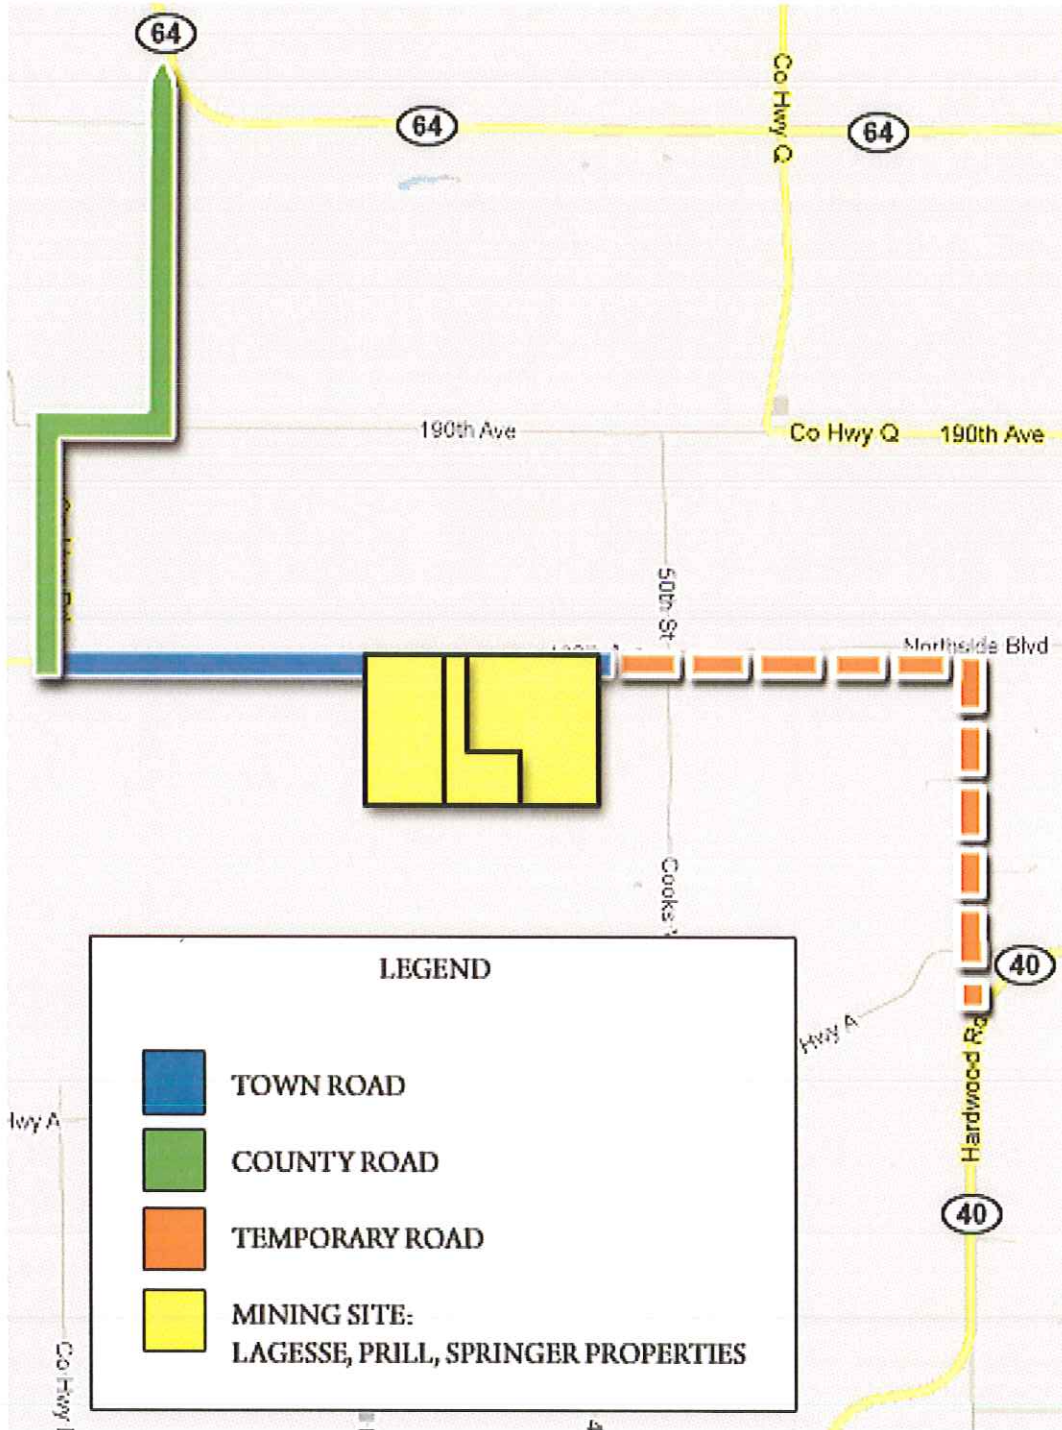 64
64
64
Co Hwy Q
190th Ave
Co Hwy Q
190th Ave
50th St
Northside Blvd
40
Hwy A
Hardwood Rd
40
LEGEND
TOWN ROAD
COUNTY ROAD
TEMPORARY ROAD
MINING SITE:
LAGESSE, PRILL, SPRINGER PROPERTIES
Co Hwy